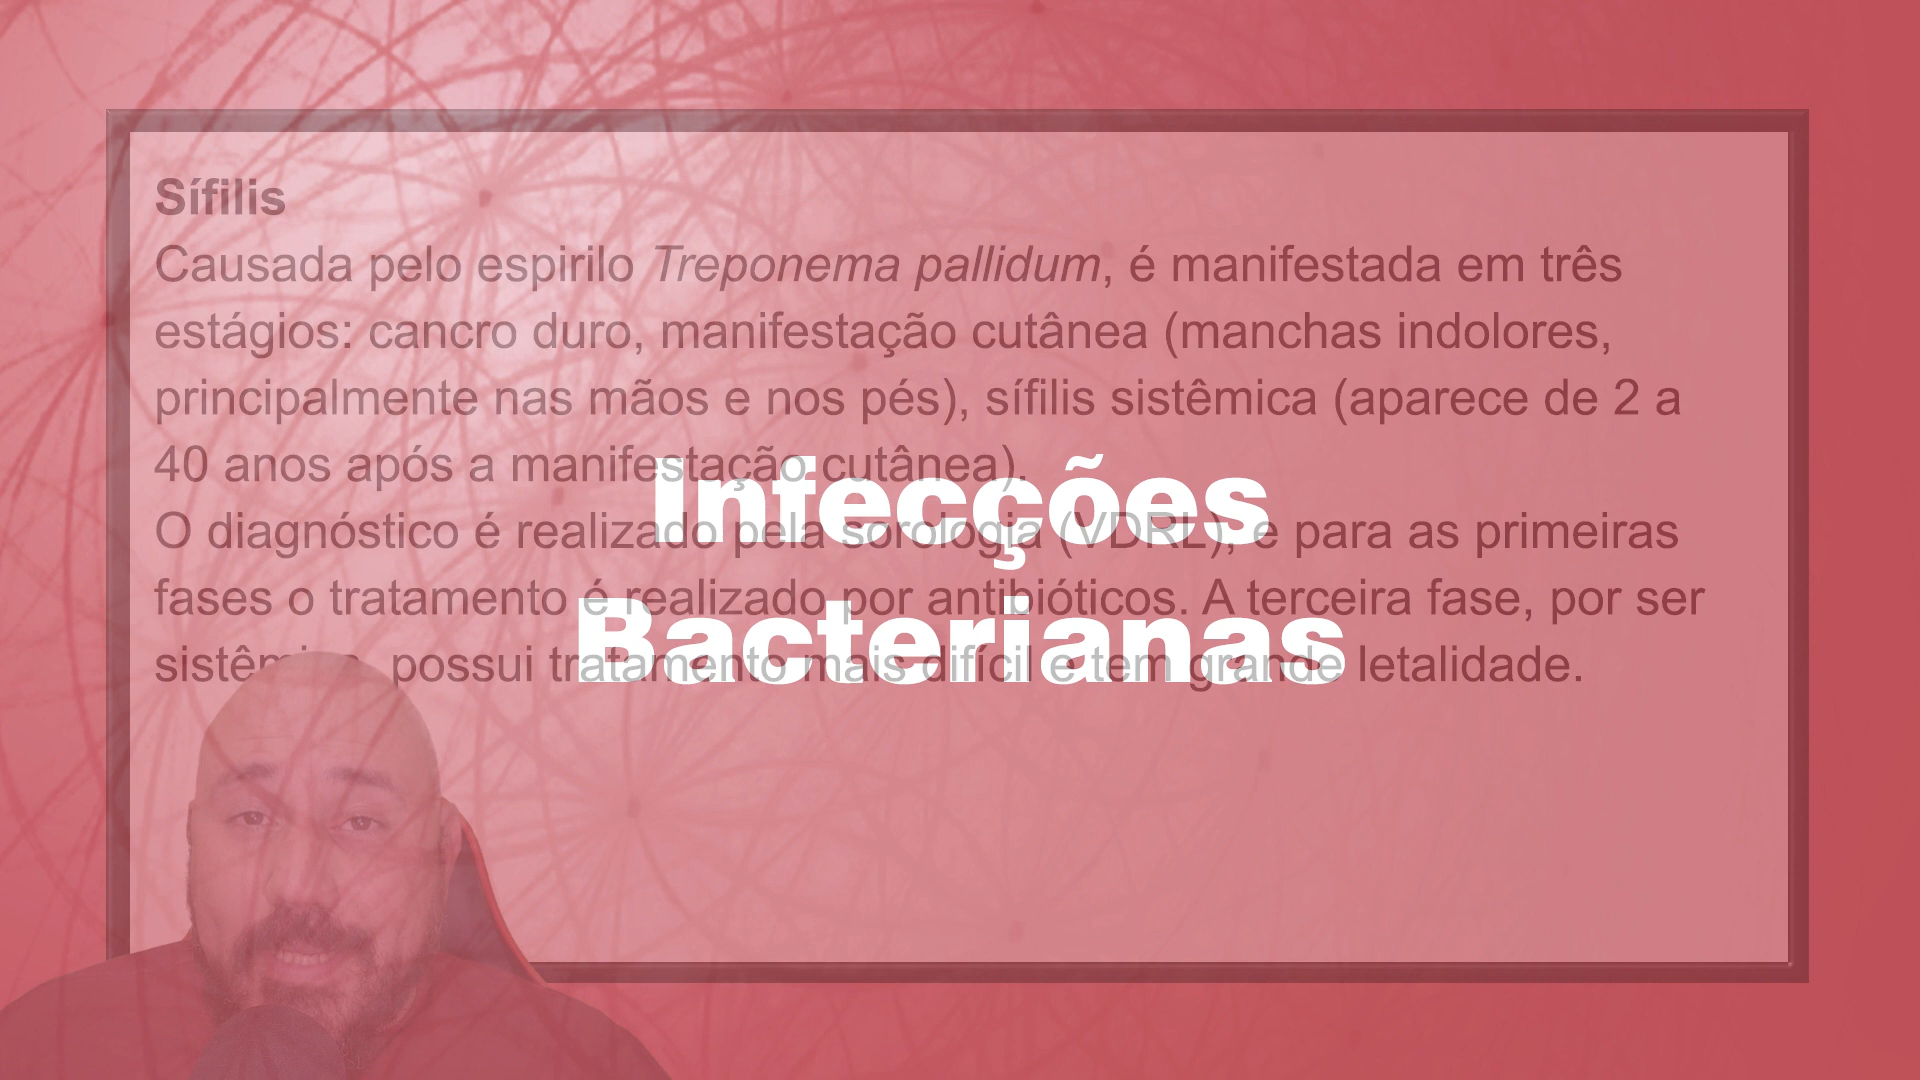 Sífilis
Causada pelo espirilo Treponema pallidum, é manifestada em três
estágios: cancro duro, manifestação cutânea (manchas indolores,
principalmente nas mãos e nos pés), sífilis sistêmica (aparece de 2 a
40 anos após a manifestação cutânea).
O diagnóstico é realizado pela sorologia (VDRL), e para as primeiras
fases o tratamento é realizado por antibióticos. A terceira fase, por ser
possui tratamento mais difícil e tem grande letalidade.
Infecções
Bacterianas